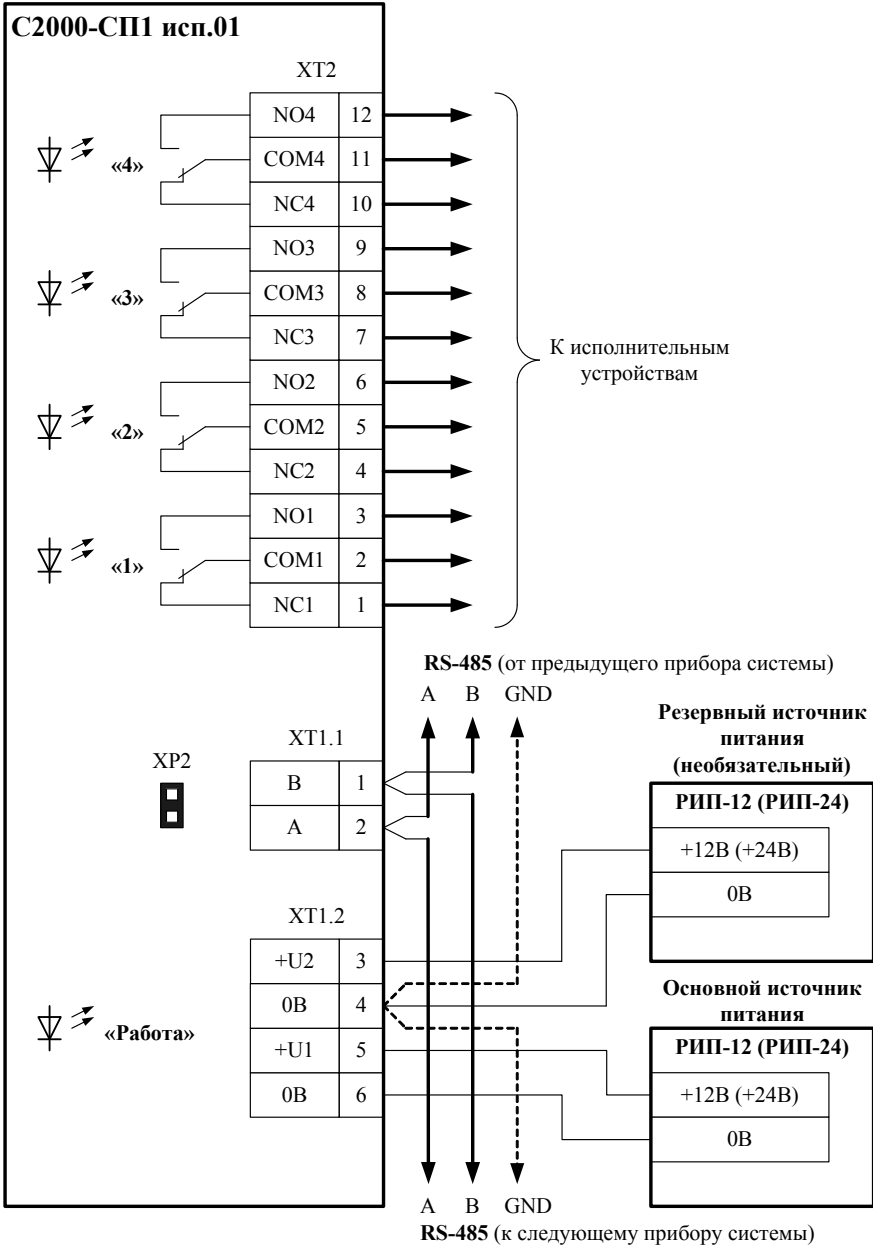 С2000-СП1 исп.01
XT2
NO4 12
«4» COM4 11
NC4 10
NO3 9
«3» COM3 8
NC3 7
NO2 6
«2» COM2 5
NC2 4
NO1 3
«1» COM1 2
NC1 1
К исполнительным
устройствам
RS-485 (от предыдущего прибора системы)
A B GND
XT1.1
XP2
B 1
A 2
Резервный источник
питания
(необязательный)
РИП-12 (РИП-24)
+12В (+24В)
0В
XT1.2
+U2 3
0В 4
+U1 5
0В 6
«Работа»
Основной источник
питания
РИП-12 (РИП-24)
+12В (+24В)
0В
A B GND
RS-485 (к следующему прибору системы)